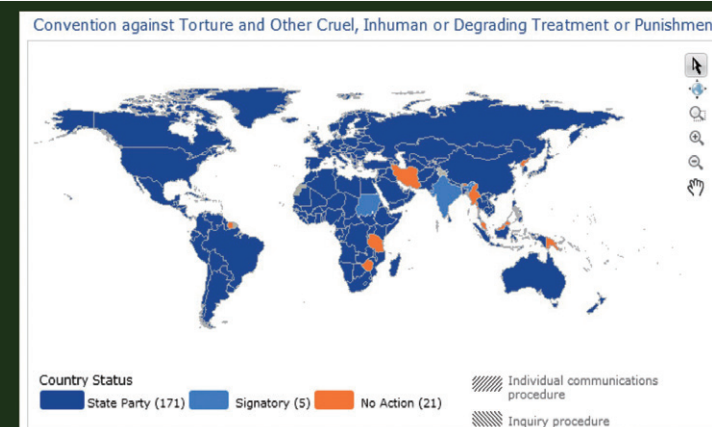 Convention against Torture and Other Cruel, Inhuman or Degrading Treatment or Punishmen
Country Status
State Party (171)
Signatory (5)
No Action (21)
Individual communications
procedure
Inquiry procedure